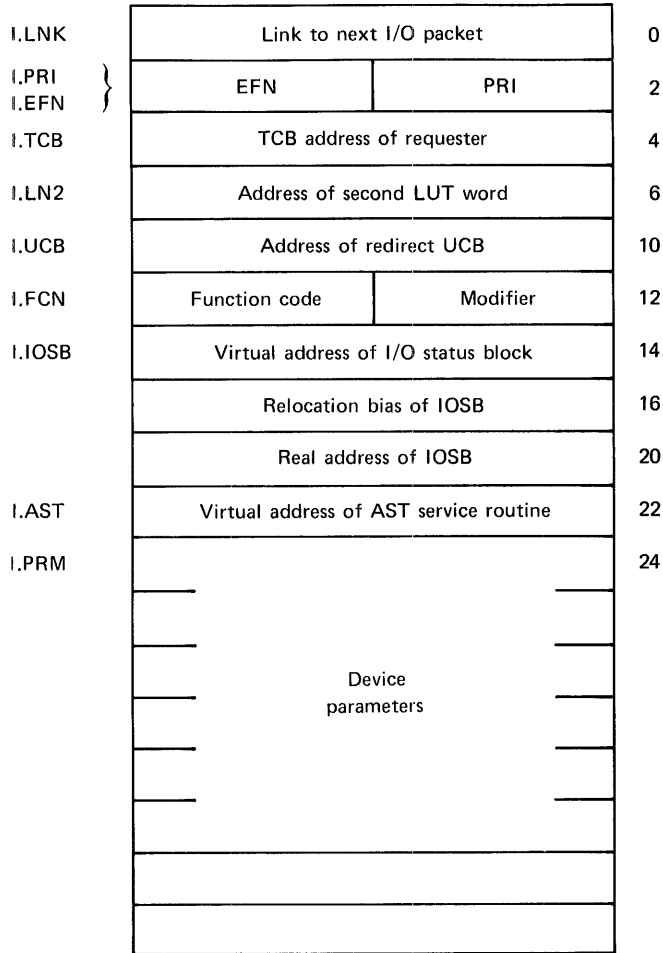 I.LNK Link to next I/O packet 0
I.PRI
I.EFN } EFN PRI 2
I.TCB TCB address of requester 4
I.LN2 Address of second LUT word 6
I.UCB Address of redirect UCB 10
I.FCN Function code Modifier 12
I.IOSB Virtual address of I/O status block 14
Relocation bias of IOSB 16
Real address of IOSB 20
I.AST Virtual address of AST service routine 22
I.PRM 24
Device
parameters